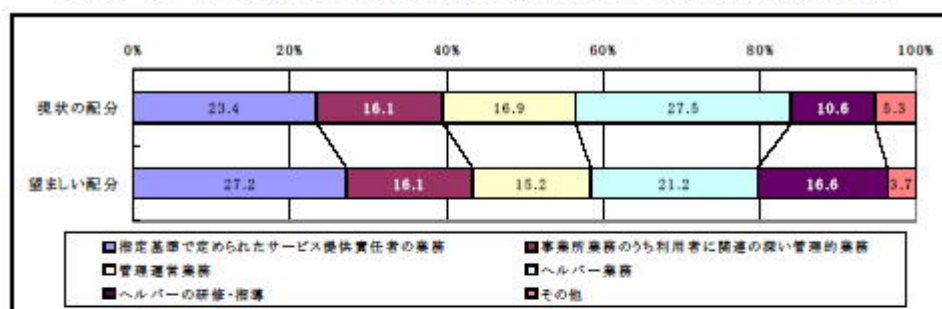 0% 20% 40% 60% 80% 100%
現状の配分 23.4 16.1 16.9 27.5 10.6 5.3
望ましい配分 27.2 16.1 15.2 21.2 16.6 3.7
指定基準で定められたサービス提供責任者の業務 事業所業務のうち利用者に関連の深い管理的業務
管理運営業務 ヘルパー業務
ヘルパーの研修・指導 その他